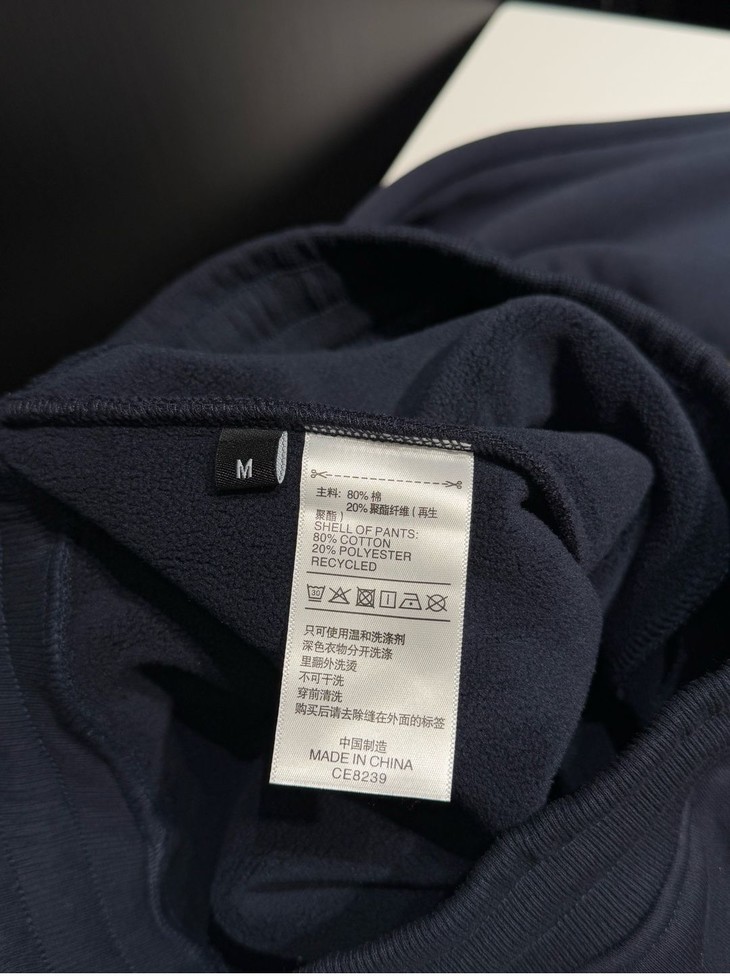 M
主料: 80% 棉
20% 聚酯纤维 ( 再生
聚酯 )
SHELL OF PANTS:
80% COTTON
20% POLYESTER
RECYCLED
30
只可使用温和洗涤剂
深色衣物分开洗涤
里翻外洗烫
不可干洗
穿前清洗
购买后请去除缝在外面的标签
中国制造
MADE IN CHINA
CE8239